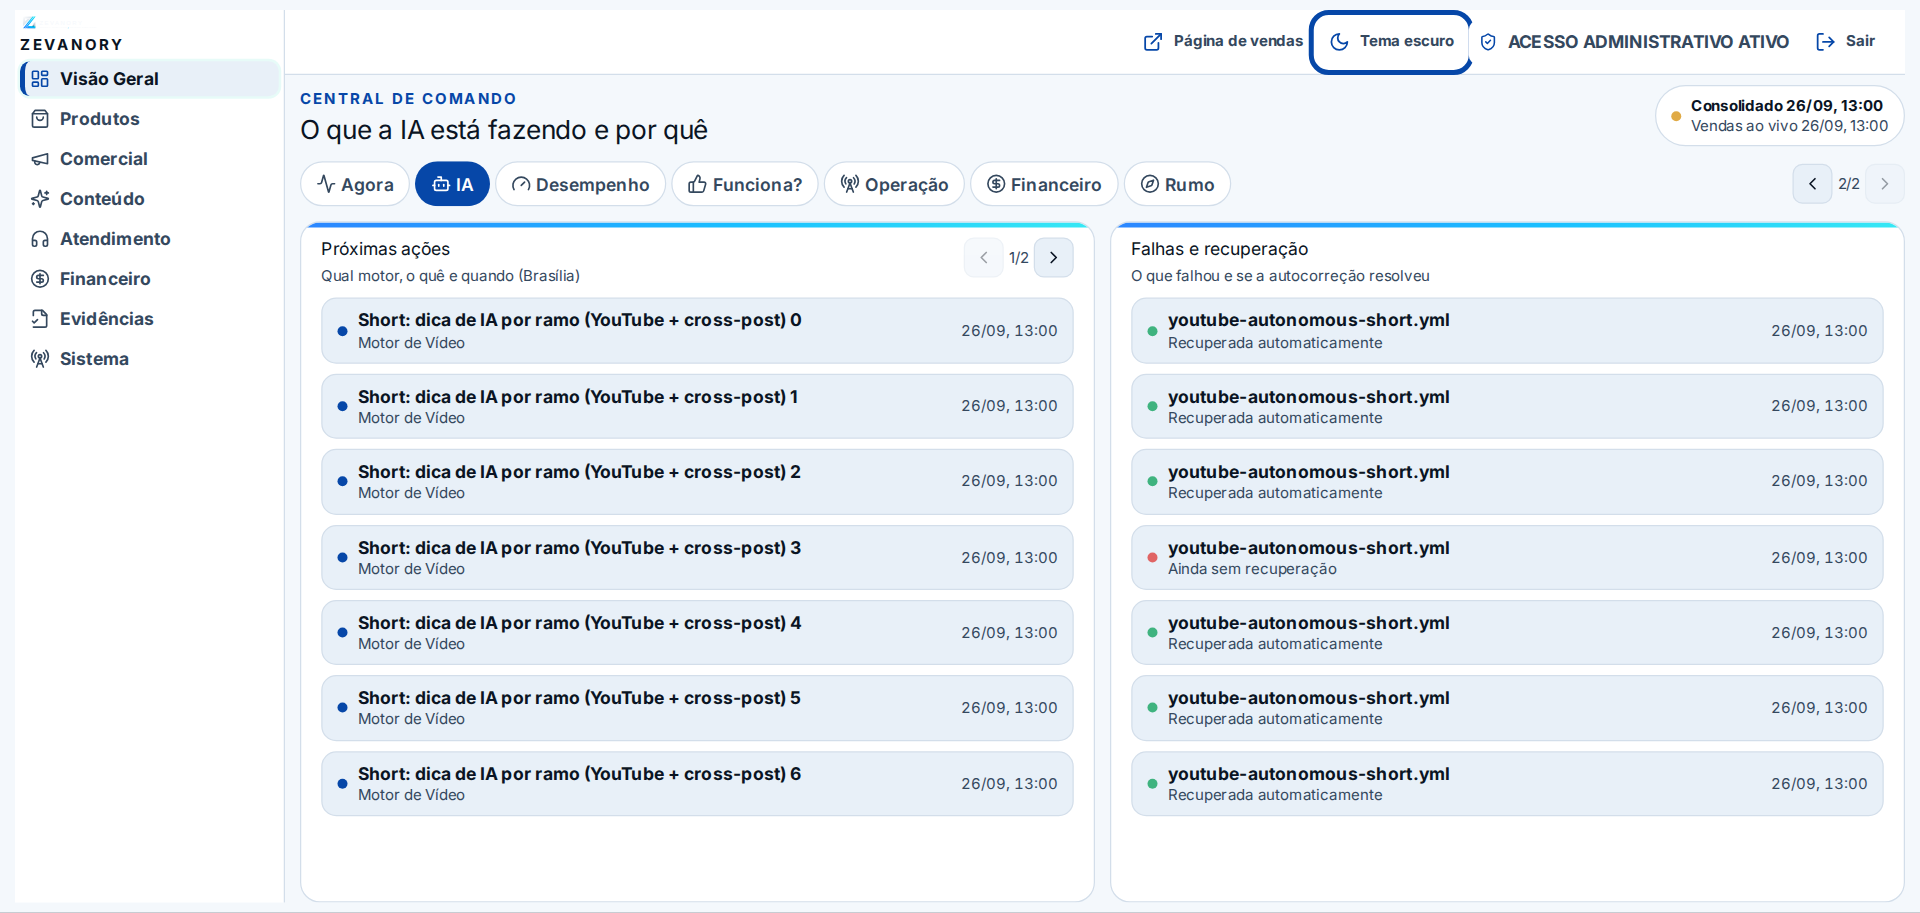 ZEVANORY
Visão Geral
Produtos
Comercial
Conteúdo
Atendimento
Financeiro
Evidências
Sistema
Página de vendas
Tema escuro
ACESSO ADMINISTRATIVO ATIVO
Sair
CENTRAL DE COMANDO
O que a IA está fazendo e por quê
Consolidado 26/09, 13:00
Vendas ao vivo 26/09, 13:00
Agora
IA
Desempenho
Funciona?
Operação
Financeiro
Rumo
2/2
Próximas ações
Qual motor, o quê e quando (Brasília)
1/2
Short: dica de IA por ramo (YouTube + cross-post) 0
Motor de Vídeo
26/09, 13:00
Short: dica de IA por ramo (YouTube + cross-post) 1
Motor de Vídeo
26/09, 13:00
Short: dica de IA por ramo (YouTube + cross-post) 2
Motor de Vídeo
26/09, 13:00
Short: dica de IA por ramo (YouTube + cross-post) 3
Motor de Vídeo
26/09, 13:00
Short: dica de IA por ramo (YouTube + cross-post) 4
Motor de Vídeo
26/09, 13:00
Short: dica de IA por ramo (YouTube + cross-post) 5
Motor de Vídeo
26/09, 13:00
Short: dica de IA por ramo (YouTube + cross-post) 6
Motor de Vídeo
26/09, 13:00
Falhas e recuperação
O que falhou e se a autocorreção resolveu
youtube-autonomous-short.yml
Recuperada automaticamente
26/09, 13:00
youtube-autonomous-short.yml
Recuperada automaticamente
26/09, 13:00
youtube-autonomous-short.yml
Recuperada automaticamente
26/09, 13:00
youtube-autonomous-short.yml
Ainda sem recuperação
26/09, 13:00
youtube-autonomous-short.yml
Recuperada automaticamente
26/09, 13:00
youtube-autonomous-short.yml
Recuperada automaticamente
26/09, 13:00
youtube-autonomous-short.yml
Recuperada automaticamente
26/09, 13:00